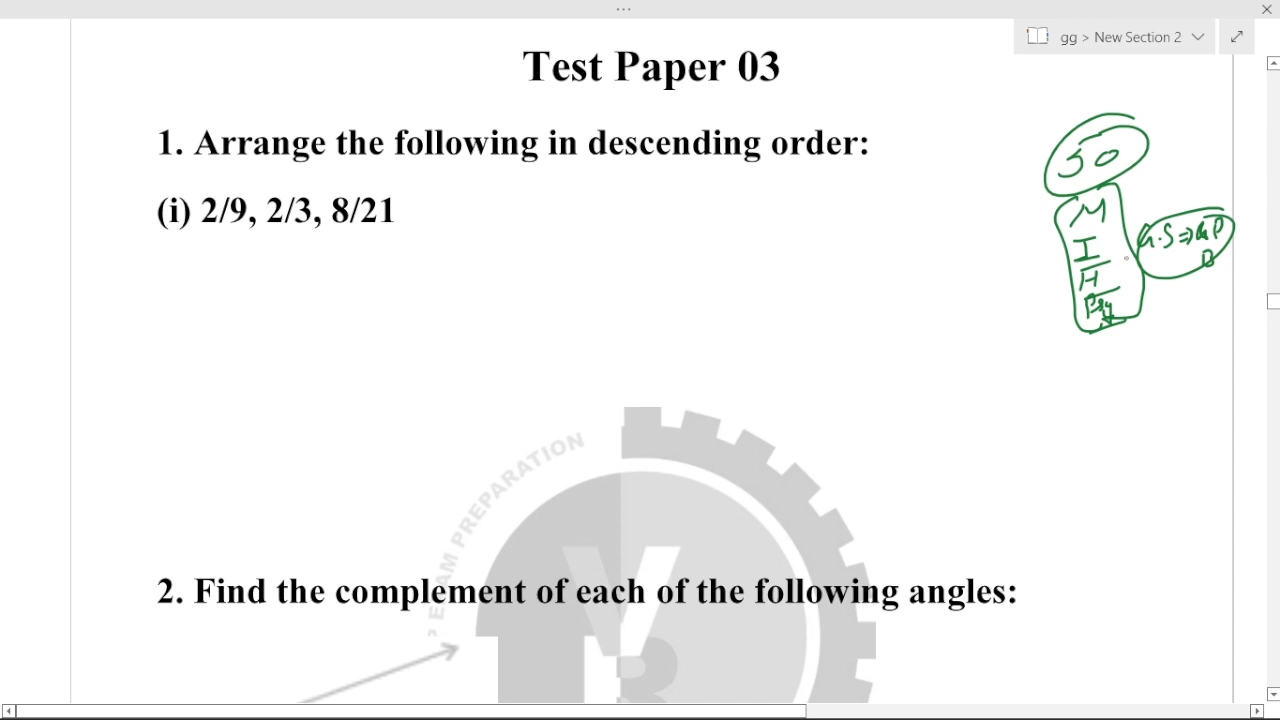 gg > New Section 2
Test Paper 03
1. Arrange the following in descending order:
(i) 2/9, 2/3, 8/21
50
M
I
H
G.S ⇒ GP
B
EXAM PREPARATION
2. Find the complement of each of the following angles:
V
B